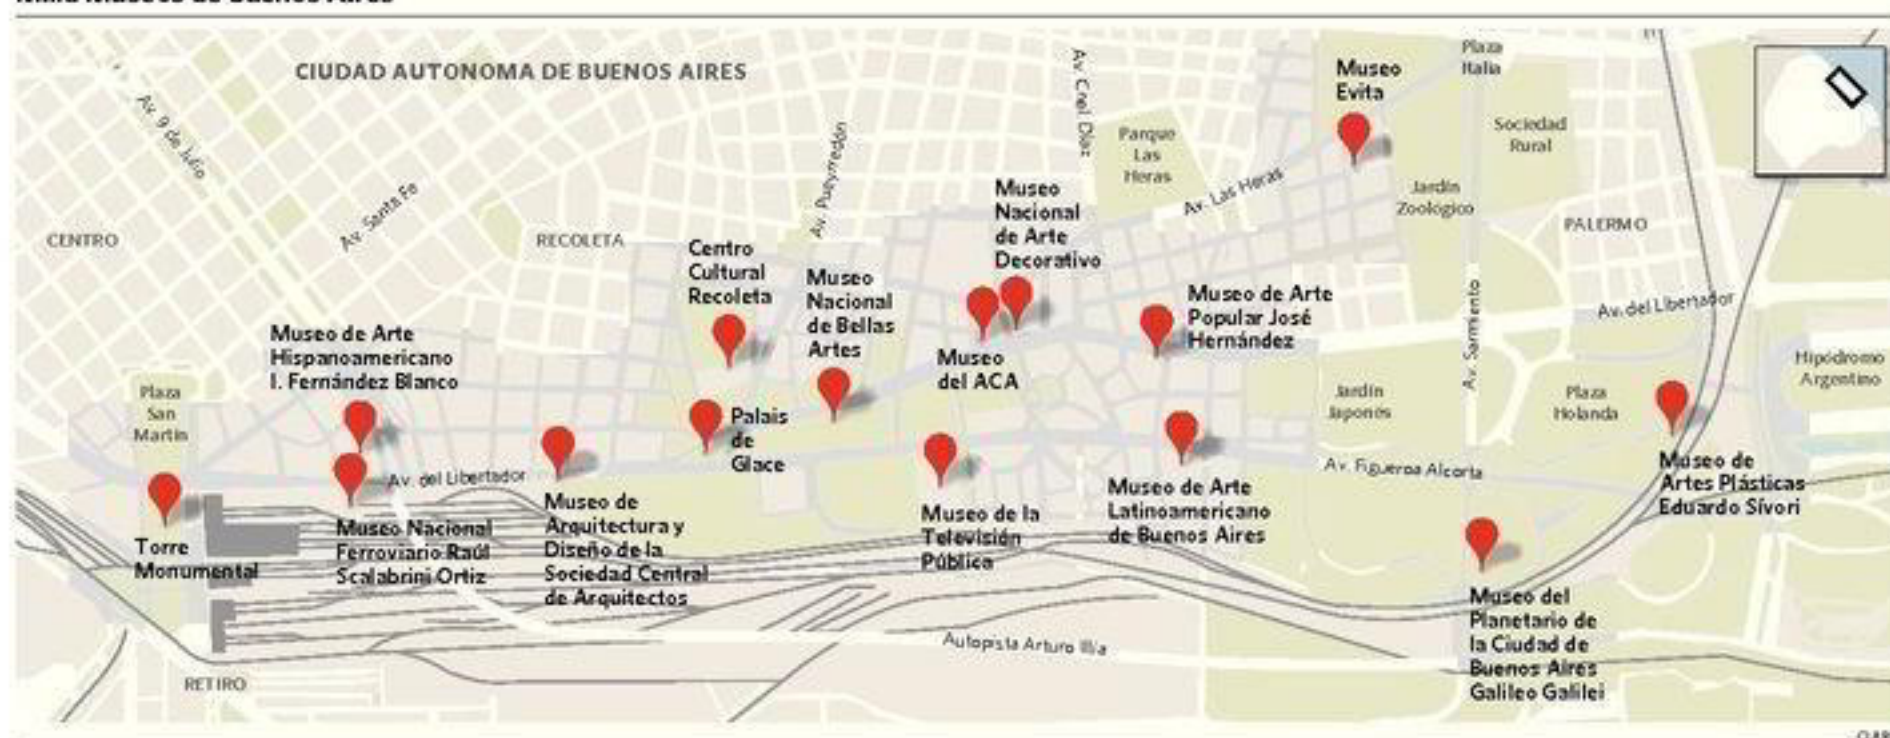 CIUDAD AUTONOMA DE BUENOS AIRES
Av. 9 de Julio
Av. Santa Fe
CENTRO
RECOLETA
Av. Pueyrredón
Av. Cnel Díaz
Parque
Las
Heras
Av. Las Heras
Museo
Evita
Plaza
Italia
Sociedad
Rural
Jardín
Zoologico
PALERMO
Museo
Nacional
de Arte
Decorativo
Centro
Cultural
Recoleta
Museo
Nacional
de Bellas
Artes
Museo de Arte
Popular José
Hernández
Av. del Libertador
Av. Sarmiento
Museo de Arte
Hispanoamericano
I. Fernández Blanco
Museo
del ACA
Hipódromo
Argentino
Plaza
San
Martin
Jardín
Japonés
Plaza
Holanda
Palais
de
Glace
Av. del Libertador
Av. Figueroa Alcorta
Museo de
Artes Plásticas
Eduardo Sívori
Museo de Arte
Latinoamericano
de Buenos Aires
Museo de
Arquitectura y
Diseño de la
Sociedad Central
de Arquitectos
Museo de la
Televisión
Pública
Museo Nacional
Ferroviario Raúl
Scalabrini Ortiz
Torre
Monumental
Museo del
Planetario de
la Ciudad de
Buenos Aires
Galileo Galilei
Autopista Arturo Illia
RETIRO